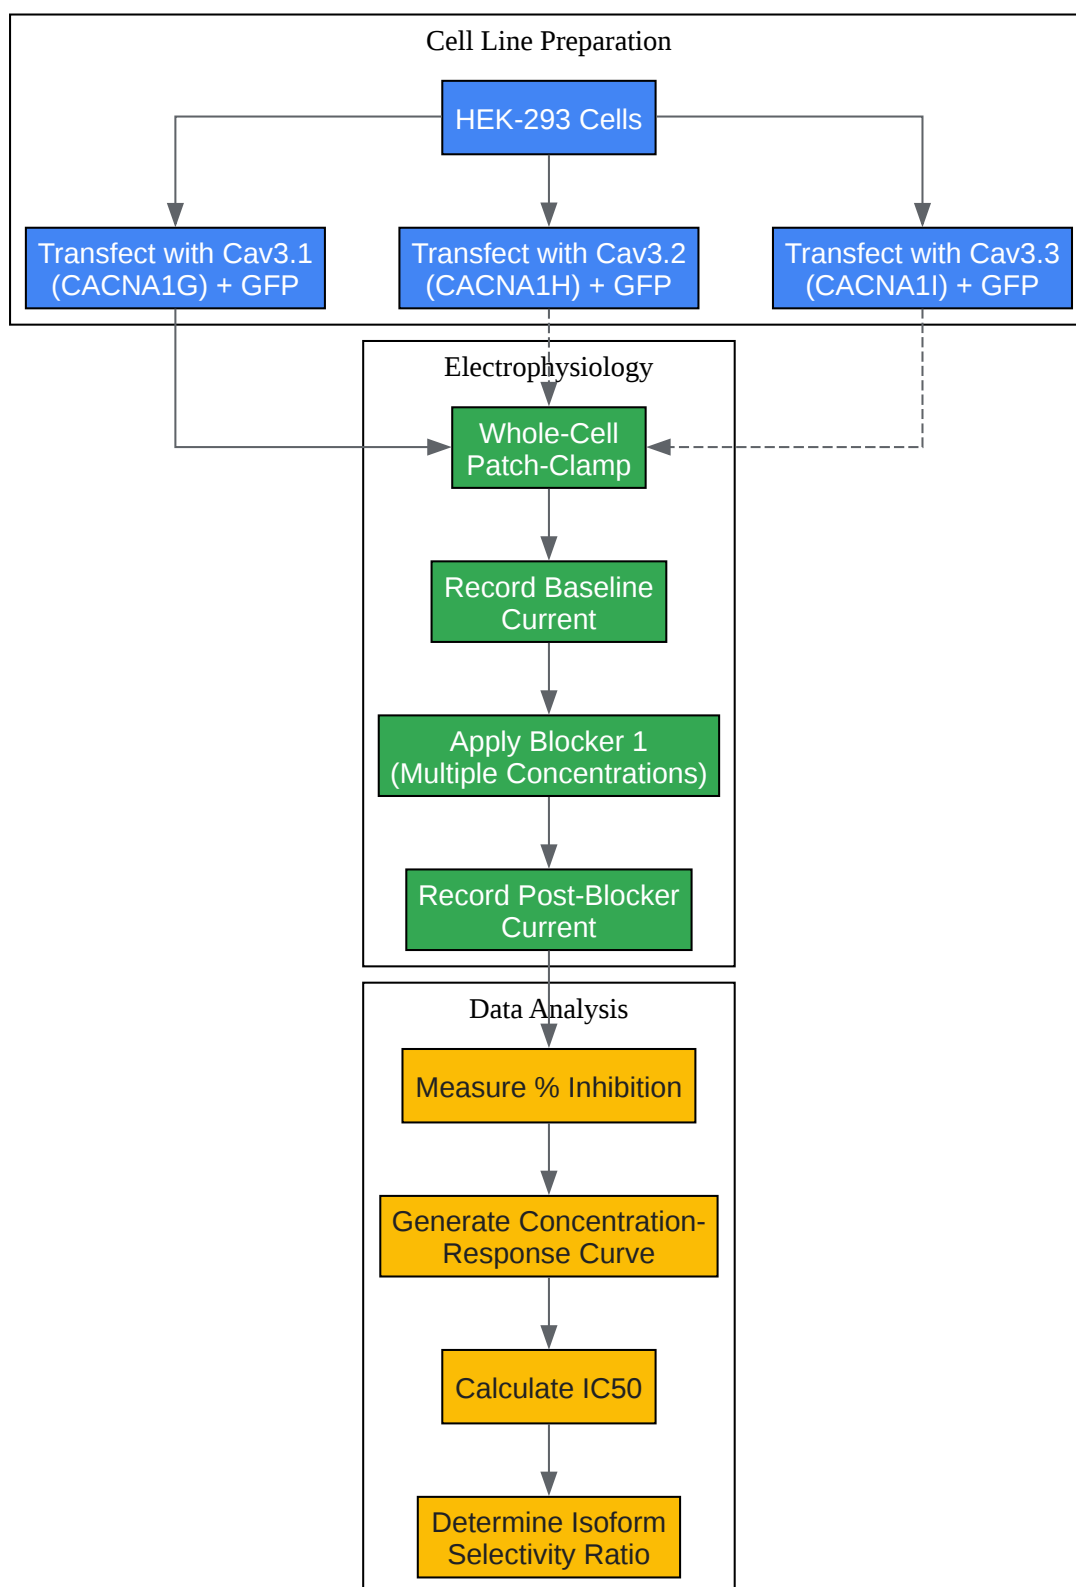 Cell Line Preparation
HEK-293 Cells
Transfect with Cav3.1
(CACNA1G) + GFP
Transfect with Cav3.2
(CACNA1H) + GFP
Transfect with Cav3.3
(CACNA1I) + GFP
Electrophysiology
Whole-Cell
Patch-Clamp
Record Baseline
Current
Apply Blocker 1
(Multiple Concentrations)
Record Post-Blocker
Current
Data Analysis
Measure % Inhibition
Generate Concentration-
Response Curve
Calculate IC50
Determine Isoform
Selectivity Ratio